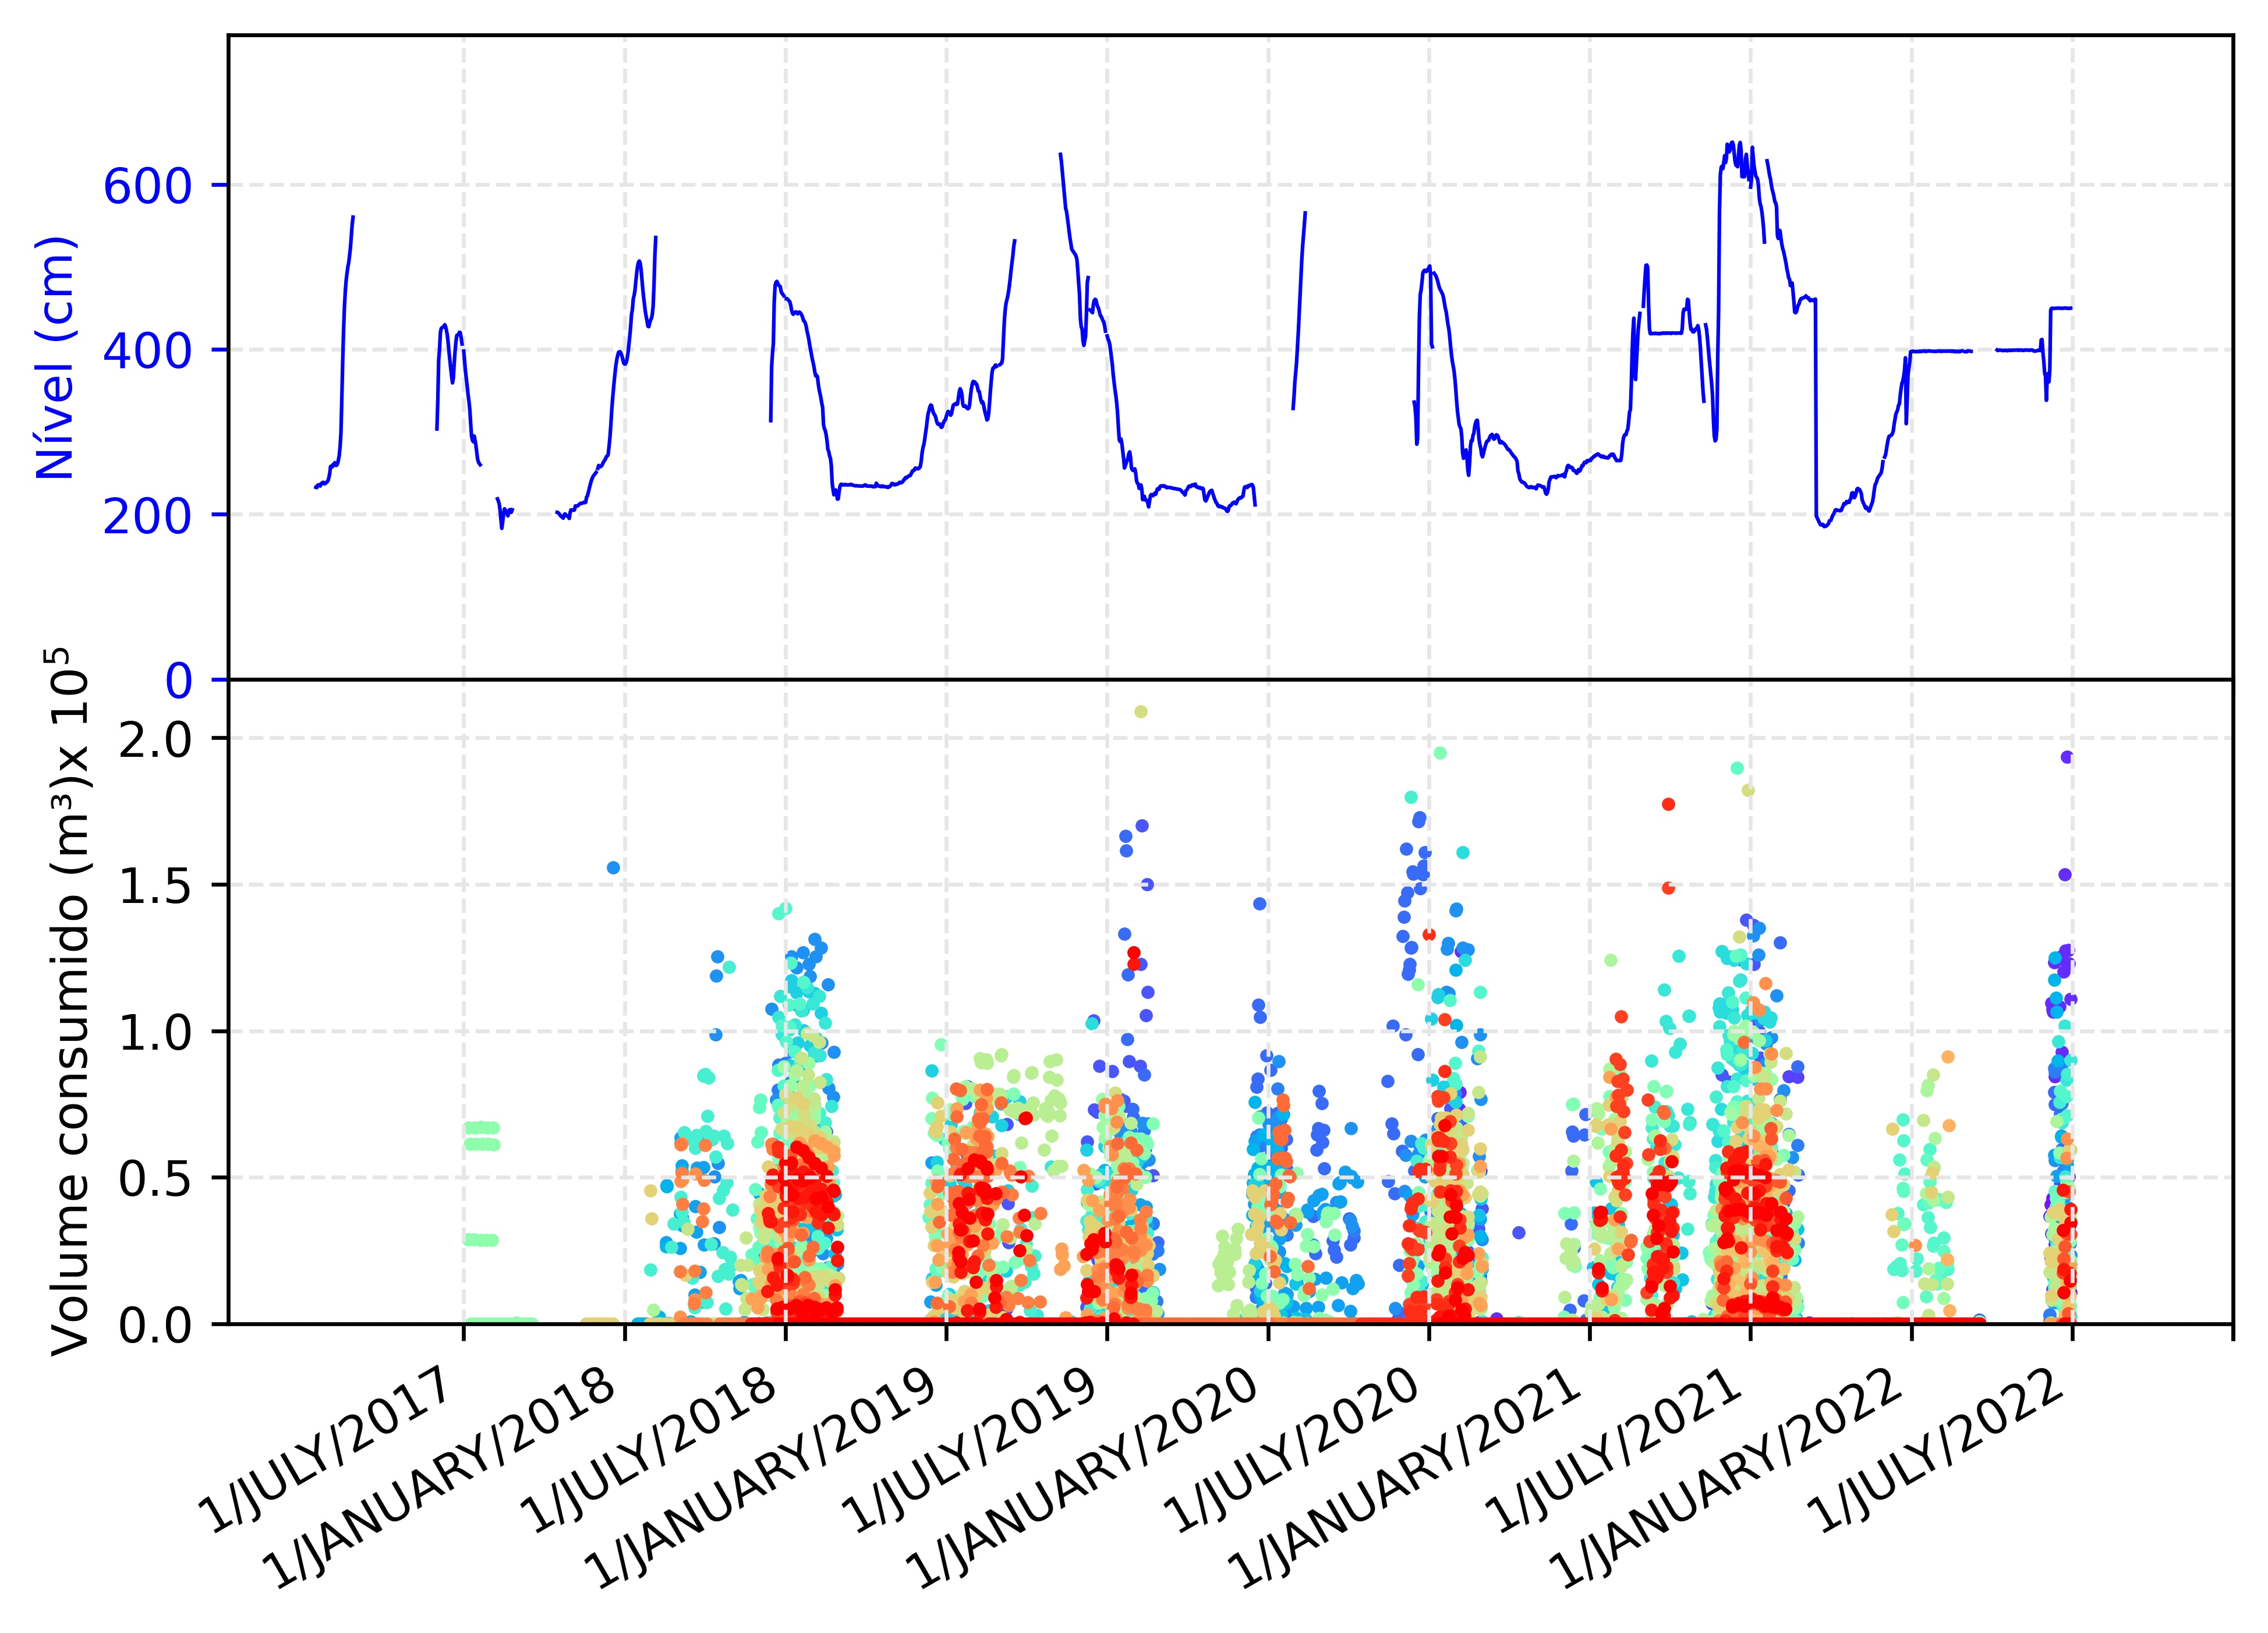 Nível (cm)
600
400
200
0
Volume consumido (m³)x 10⁵
2.0
1.5
1.0
0.5
0.0
1/JULY/2017
1/JANUARY/2018
1/JULY/2018
1/JANUARY/2019
1/JULY/2019
1/JANUARY/2020
1/JULY/2020
1/JANUARY/2021
1/JULY/2021
1/JANUARY/2022
1/JULY/2022